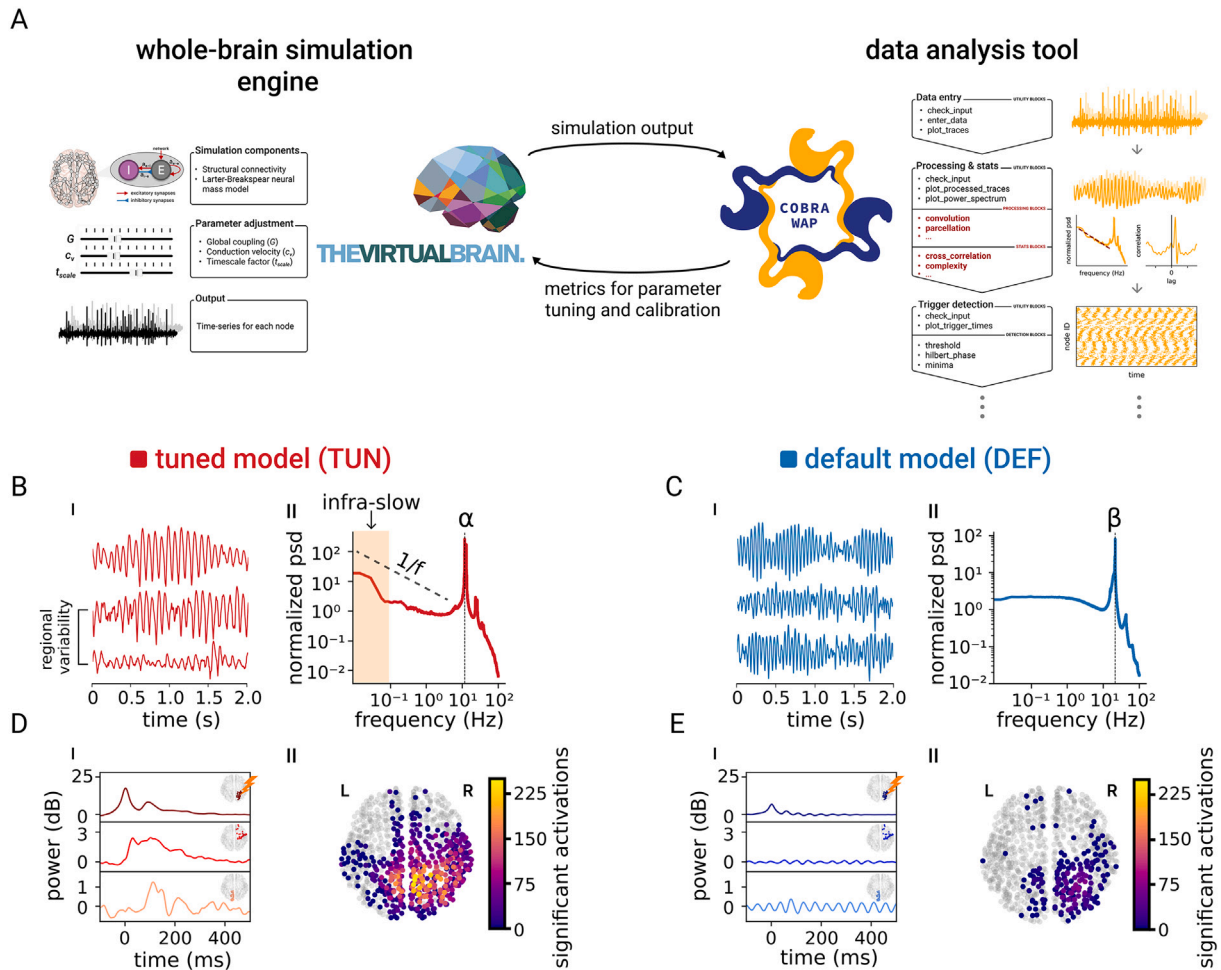 A
whole-brain simulation
engine
data analysis tool
simulation output
metrics for parameter
tuning and calibration
I
E
network
excitatory synapses
inhibitory synapses
Simulation components
• Structural connectivity
• Larter-Breakspear neural
mass model
G
c_v
t_scale
Parameter adjustment
• Global coupling (G)
• Conduction velocity (c_v)
• Timescale factor (t_scale)
Output
Time-series for each node
THEVIRTUALBRAIN.
COBRA
WAP
Data entry
UTILITY BLOCKS
• check_input
• enter_data
• plot_traces
Processing & stats
UTILITY BLOCKS
• check_input
• plot_processed_traces
• plot_power_spectrum
PROCESSING BLOCKS
• convolution
• parcellation
• ...
STATS BLOCKS
• cross_correlation
• complexity
• ...
Trigger detection
UTILITY BLOCKS
• check_input
• plot_trigger_times
DETECTION BLOCKS
• threshold
• hilbert_phase
• minima
normalized psd
frequency (Hz)
correlation
0
lag
node ID
time
tuned model (TUN)
default model (DEF)
B
I
regional
variability
0 0.5 1.0 1.5 2.0
time (s)
II
infra-slow
α
1/f
normalized psd
10² 10¹ 10⁰ 10⁻¹ 10⁻²
10⁻¹ 10⁰ 10¹ 10²
frequency (Hz)
C
I
0 0.5 1.0 1.5 2.0
time (s)
II
β
normalized psd
10² 10¹ 10⁰ 10⁻¹ 10⁻²
10⁻¹ 10⁰ 10¹ 10²
frequency (Hz)
D
I
power (dB)
25
0
3
0
1
0
0 200 400
time (ms)
II
L R
225
150
75
0
significant activations
E
I
power (dB)
25
0
3
0
1
0
0 200 400
time (ms)
II
L R
225
150
75
0
significant activations